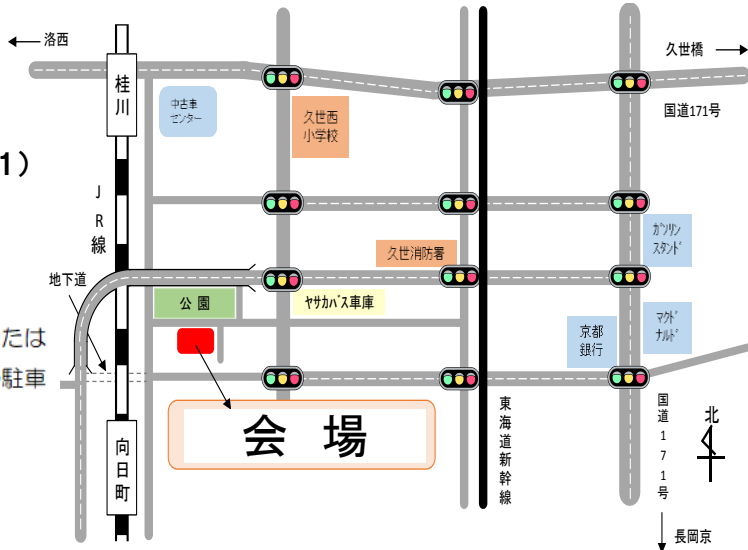 洛西
久世橋
桂川
中古車
センター
久世西
小学校
国道171号
1）
ＪＲ線
久世消防署
ガソリン
スタンド
地下道
公 園
ヤサカバス車庫
たは
駐車
京都
銀行
マクド
ナルド
会 場
向日町
東海道新幹線
国道171号
北
長岡京